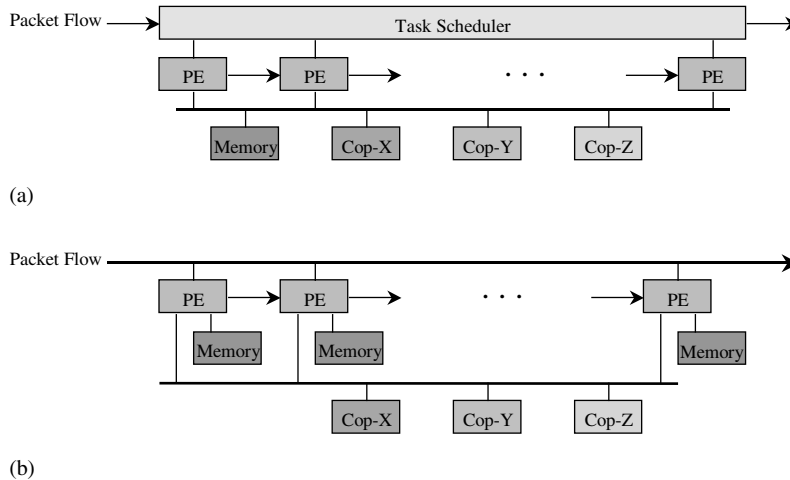 Packet Flow
Task Scheduler
PE PE . . . PE
Memory Cop-X Cop-Y Cop-Z
(a)
Packet Flow
PE PE . . . PE
Memory Memory Memory
Cop-X Cop-Y Cop-Z
(b)